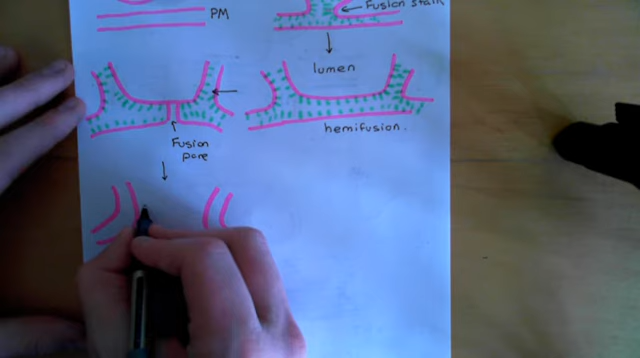 PM
Fusion stalk
lumen
hemifusion.
Fusion
pore